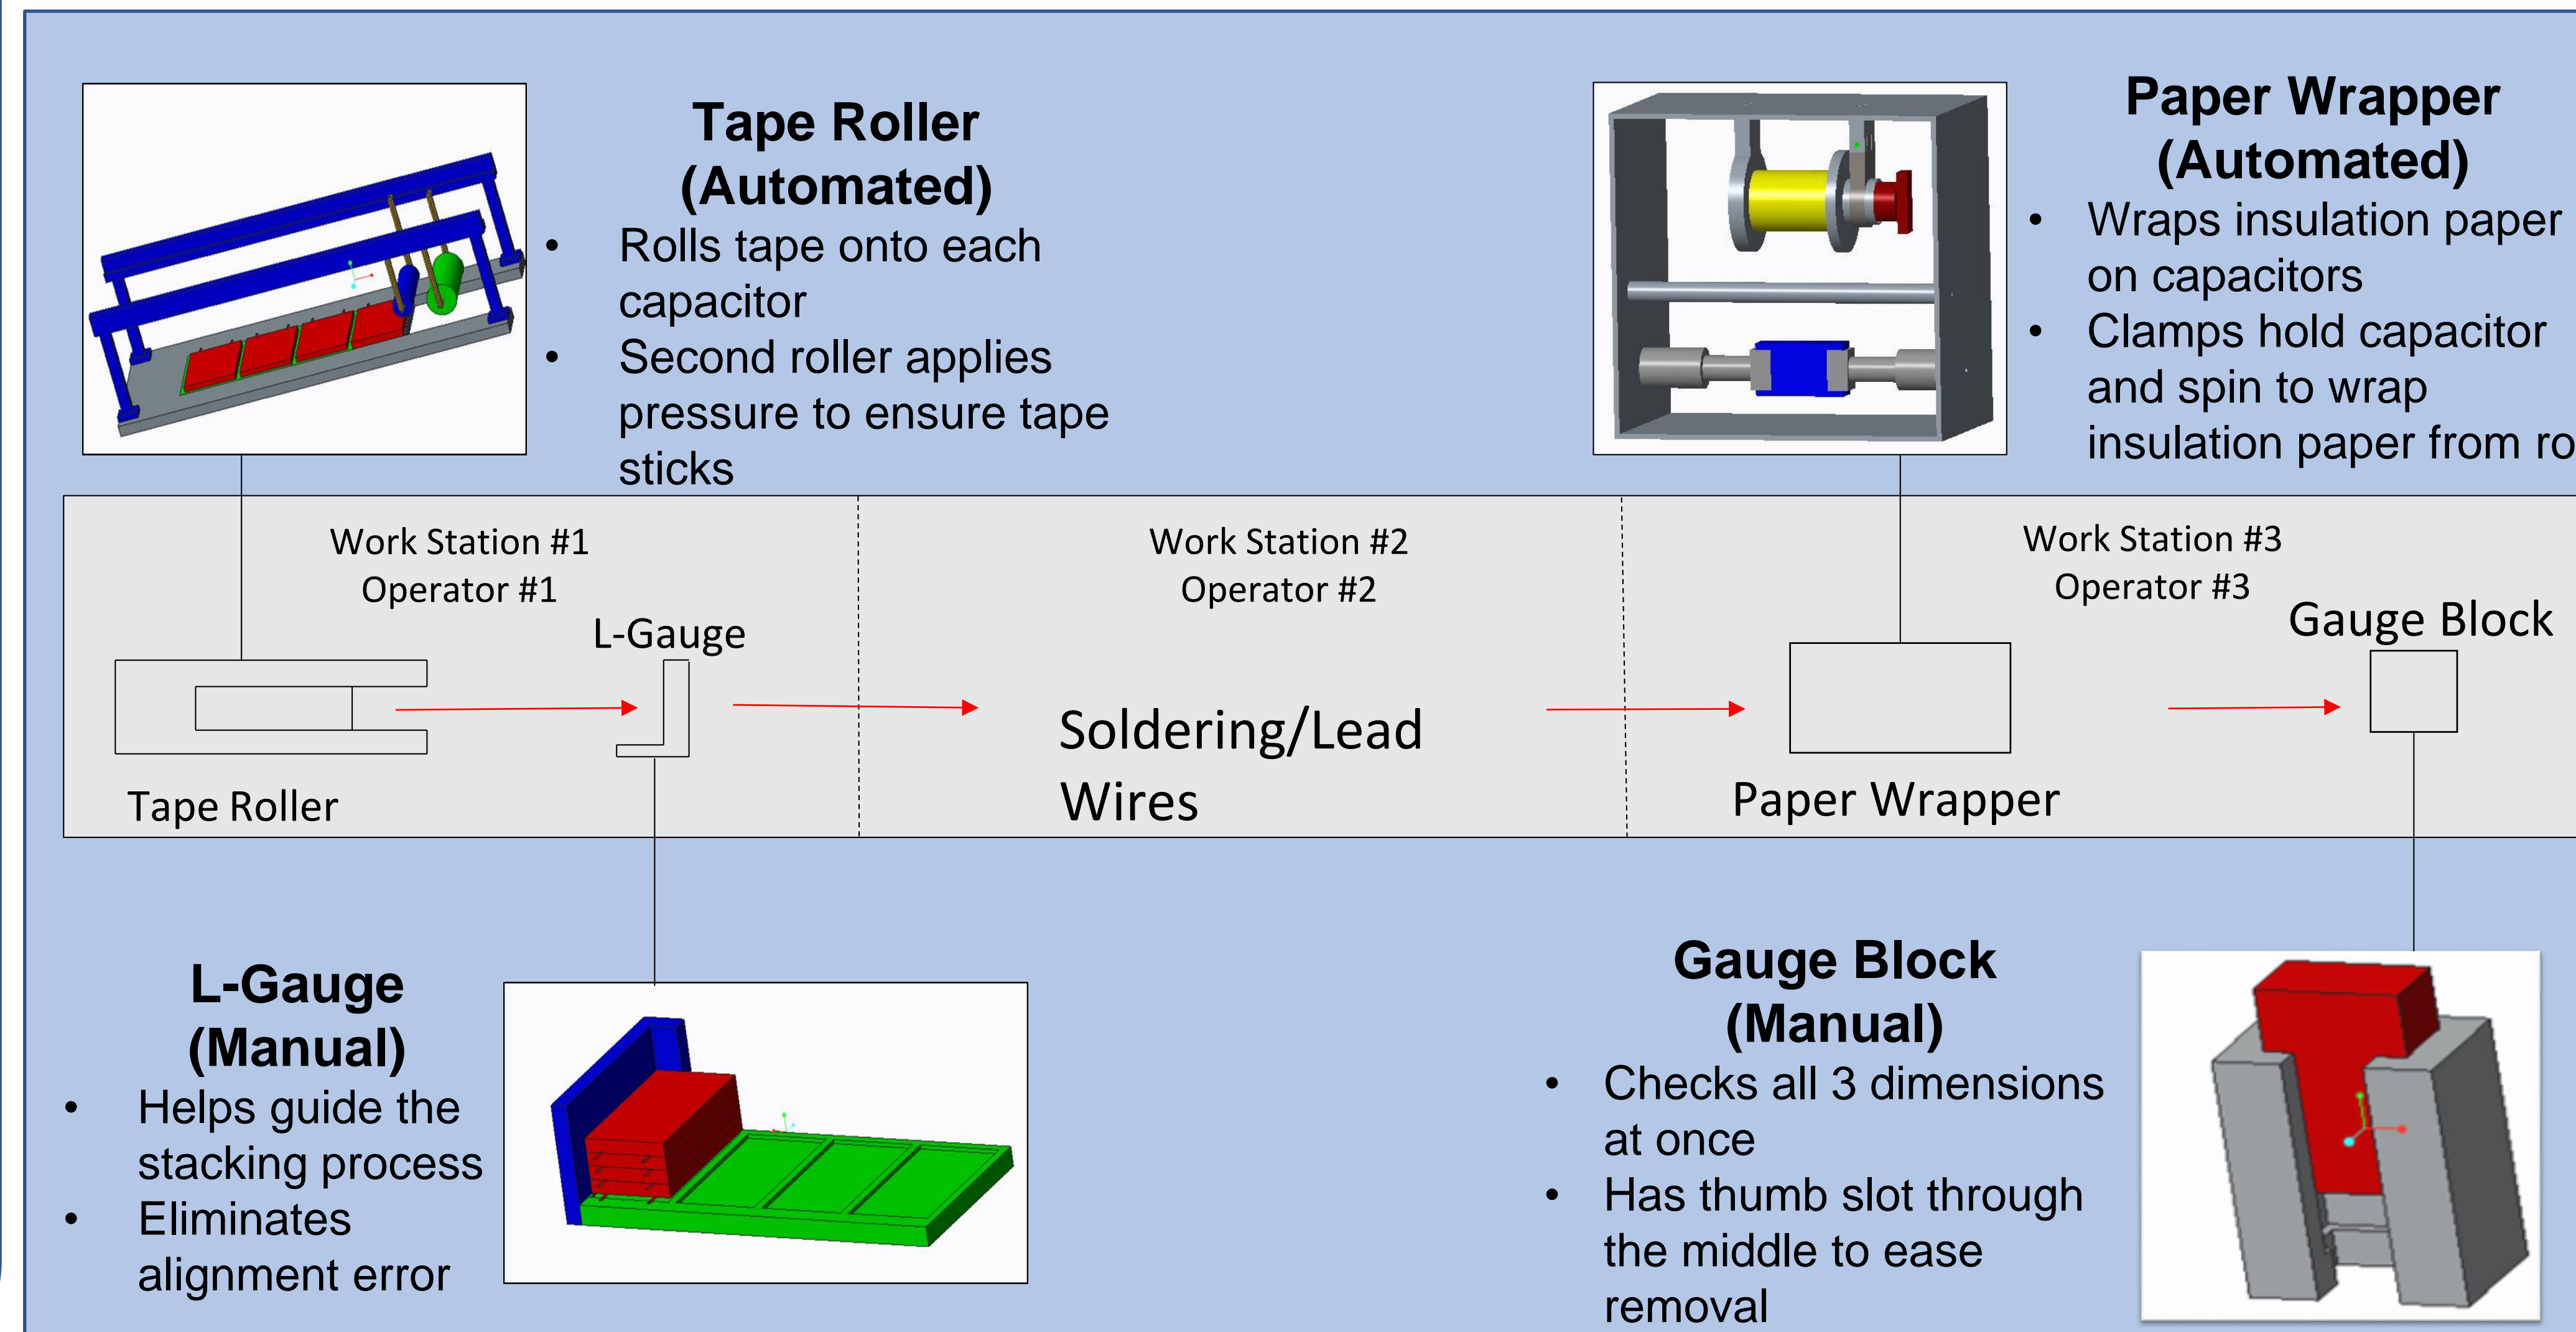 Tape Roller
(Automated)
• Rolls tape onto each
capacitor
• Second roller applies
pressure to ensure tape
sticks
Paper Wrapper
(Automated)
• Wraps insulation paper
on capacitors
• Clamps hold capacitor
and spin to wrap
insulation paper from ro
Work Station #1
Operator #1
Work Station #2
Operator #2
Work Station #3
Operator #3
L-Gauge
Gauge Block
Soldering/Lead
Wires
Tape Roller
Paper Wrapper
L-Gauge
(Manual)
• Helps guide the
stacking process
• Eliminates
alignment error
Gauge Block
(Manual)
• Checks all 3 dimensions
at once
• Has thumb slot through
the middle to ease
removal